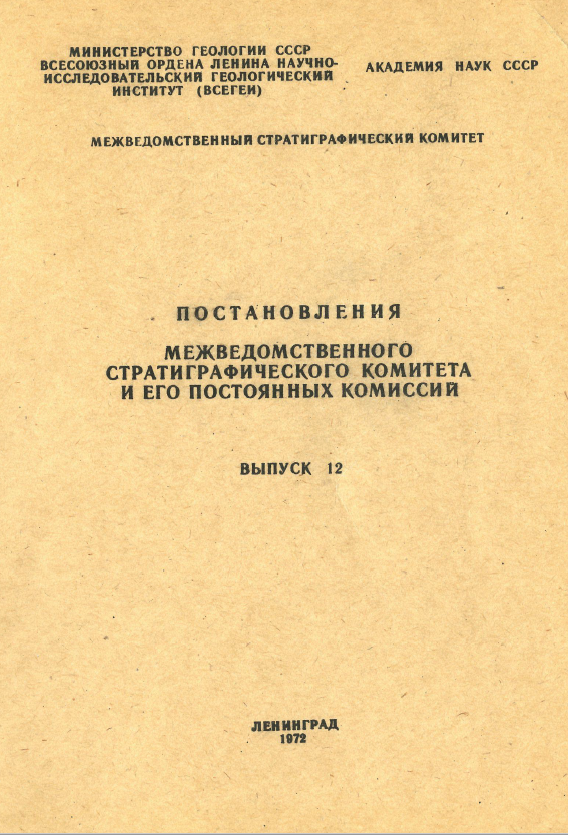 МИНИСТЕРСТВО ГЕОЛОГИИ СССР
ВСЕСОЮЗНЫЙ ОРДЕНА ЛЕНИНА НАУЧНО-
ИССЛЕДОВАТЕЛЬСКИЙ ГЕОЛОГИЧЕСКИЙ
ИНСТИТУТ (ВСЕГЕИ)
АКАДЕМИЯ НАУК СССР
МЕЖВЕДОМСТВЕННЫЙ СТРАТИГРАФИЧЕСКИЙ КОМИТЕТ
ПОСТАНОВЛЕНИЯ
МЕЖВЕДОМСТВЕННОГО
СТРАТИГРАФИЧЕСКОГО КОМИТЕТА
И ЕГО ПОСТОЯННЫХ КОМИССИЙ
ВЫПУСК 12
ЛЕНИНГРАД
1972